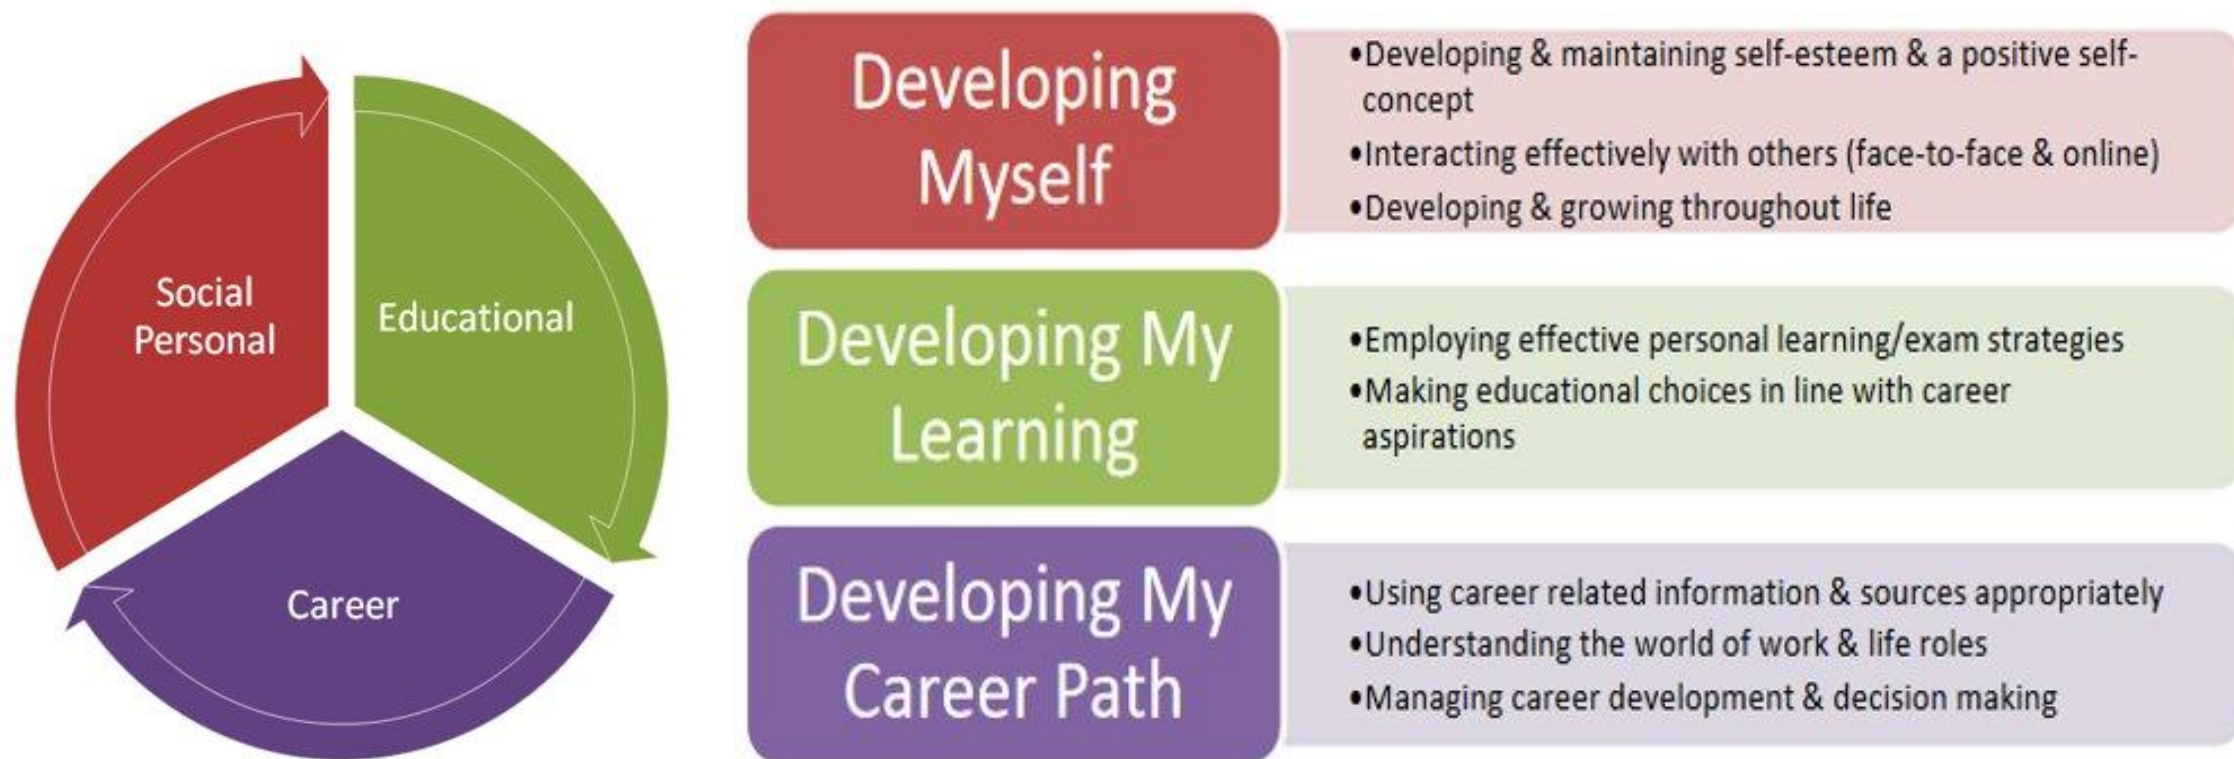 Social
Personal
Educational
Career
Developing
Myself
•Developing & maintaining self-esteem & a positive self-
concept
•Interacting effectively with others (face-to-face & online)
•Developing & growing throughout life
Developing My
Learning
•Employing effective personal learning/exam strategies
•Making educational choices in line with career
aspirations
Developing My
Career Path
•Using career related information & sources appropriately
•Understanding the world of work & life roles
•Managing career development & decision making